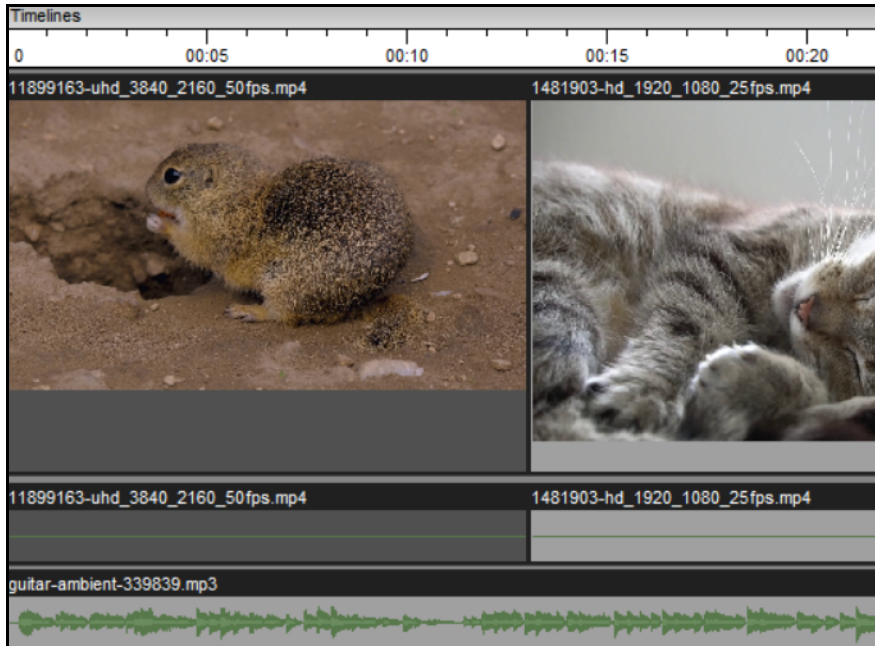 Timelines
0 00:05 00:10 00:15 00:20
11899163-uhd_3840_2160_50fps.mp4 1481903-hd_1920_1080_25fps.mp4
11899163-uhd_3840_2160_50fps.mp4 1481903-hd_1920_1080_25fps.mp4
guitar-ambient-339839.mp3